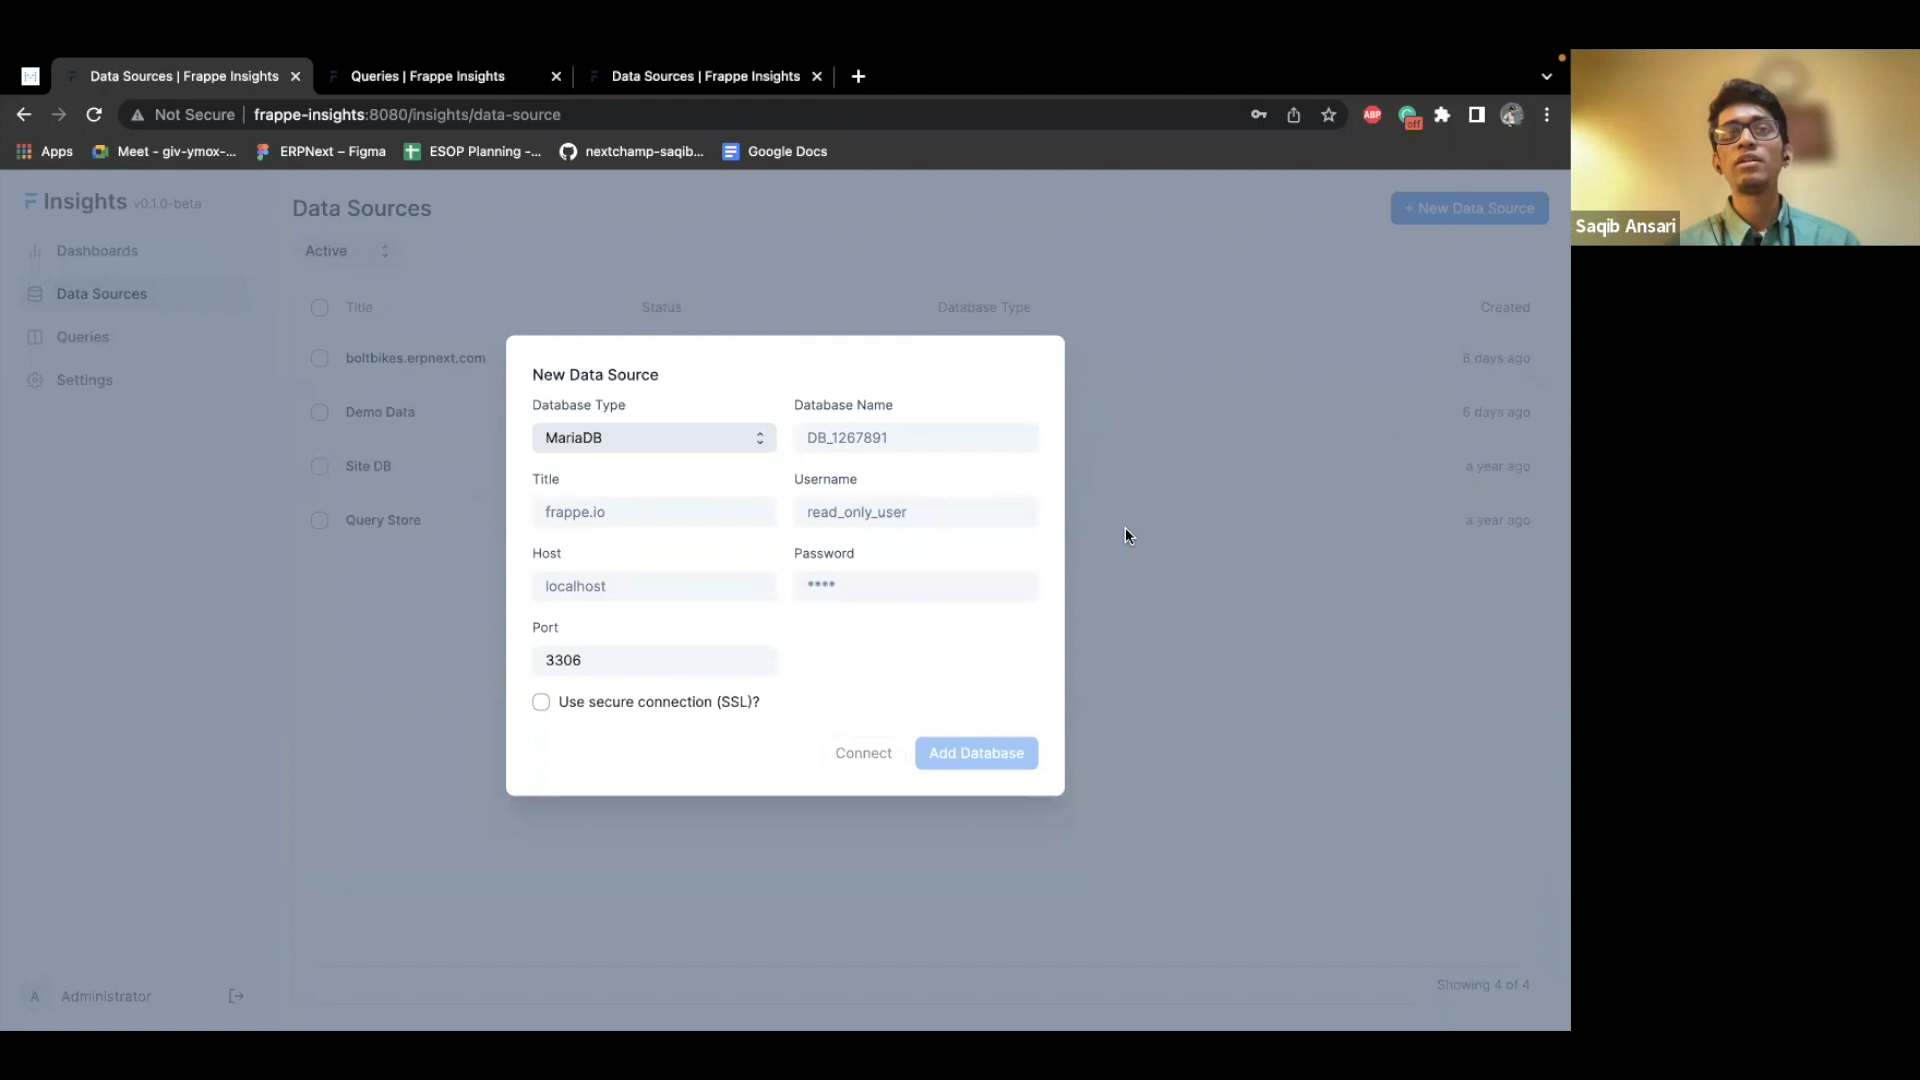 Data Sources | Frappe Insights
Queries | Frappe Insights
Data Sources | Frappe Insights
Not Secure
frappe-insights:8080/insights/data-source
ABP
off
Apps
Meet - giv-ymox-...
ERPNext – Figma
ESOP Planning -...
nextchamp-saqib...
Google Docs
Saqib Ansari
Insights v0.1.0-beta
Dashboards
Data Sources
Queries
Settings
Data Sources
+ New Data Source
Active
Title
Status
Database Type
Created
boltbikes.erpnext.com
6 days ago
Demo Data
6 days ago
Site DB
a year ago
Query Store
a year ago
New Data Source
Database Type
Database Name
MariaDB
DB_1267891
Title
Username
frappe.io
read_only_user
Host
Password
localhost
****
Port
3306
Use secure connection (SSL)?
Connect
Add Database
A
Administrator
Showing 4 of 4